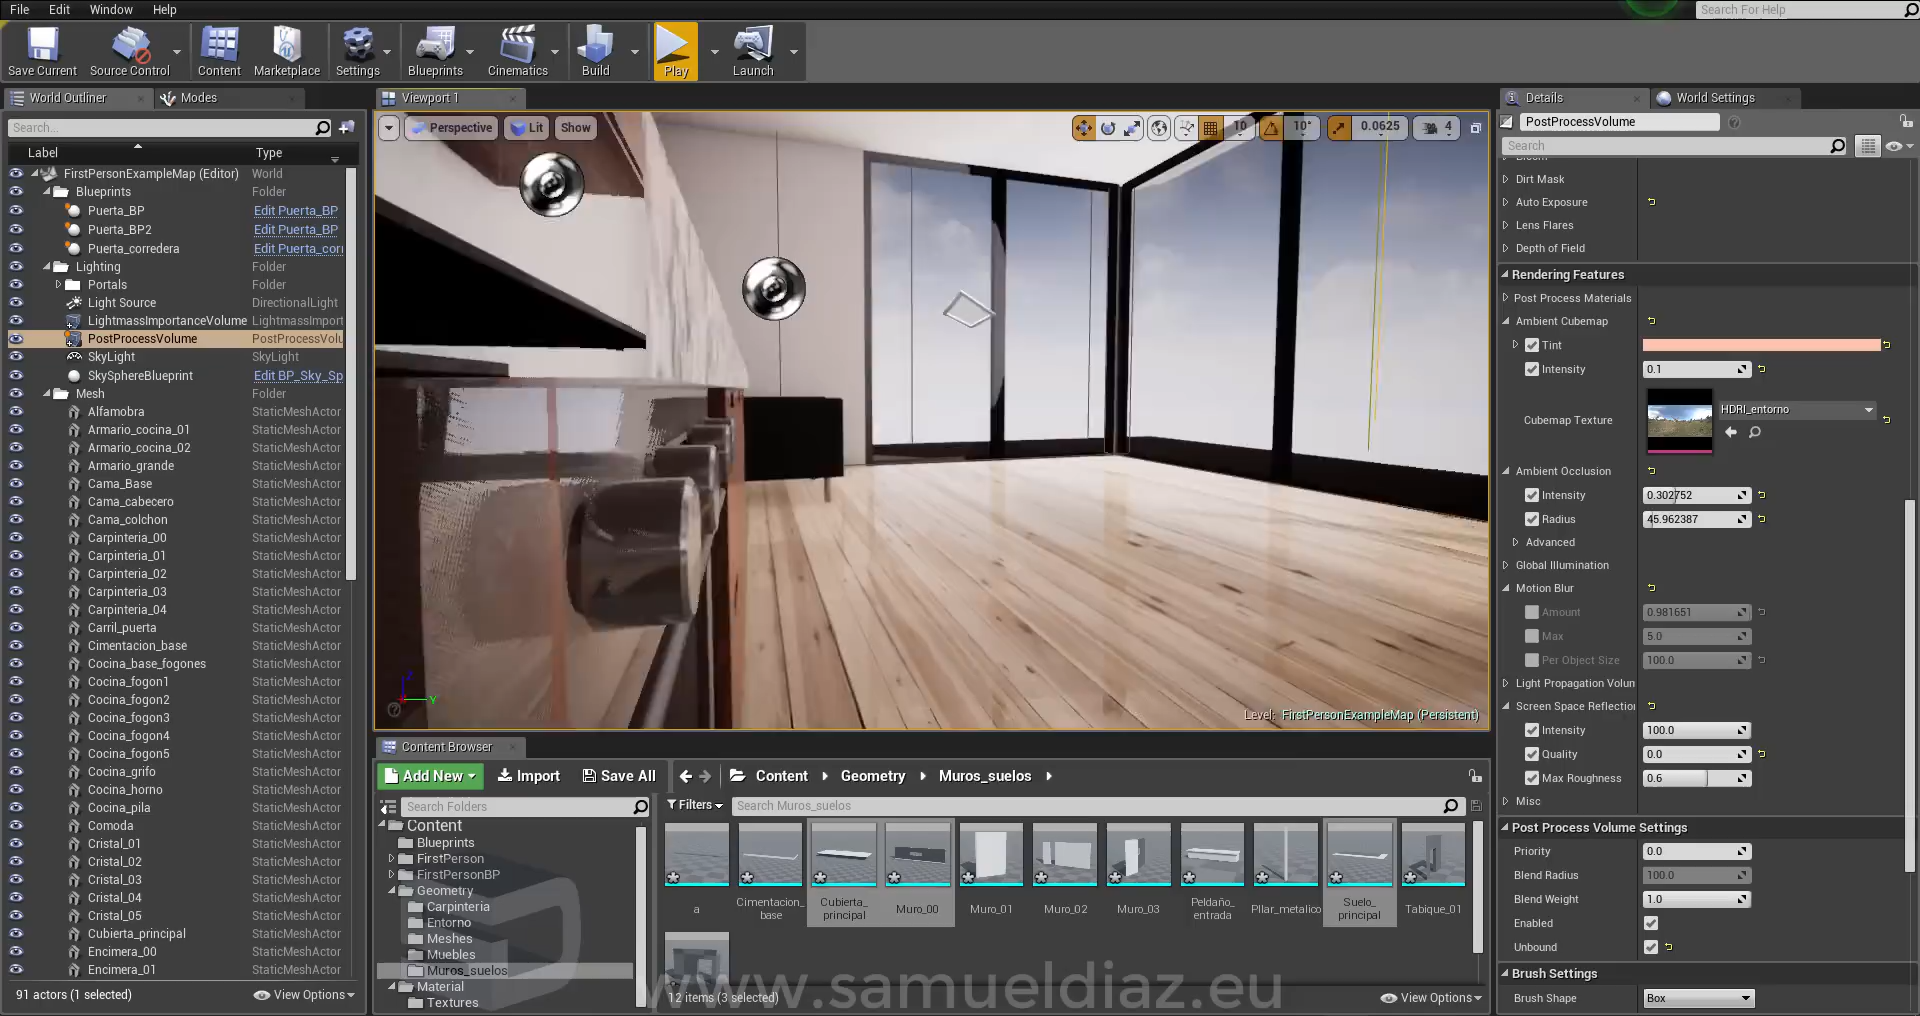 File Edit Window Help
Search For Help
Save Current Source Control Content Marketplace Settings Blueprints Cinematics Build Play Launch
World Outliner
Modes
Search...
Label Type
FirstPersonExampleMap (Editor) World
Blueprints Folder
Puerta_BP Edit Puerta_BP
Puerta_BP2 Edit Puerta_BP
Puerta_corredera Edit Puerta_corr
Lighting Folder
Portals Folder
Light Source DirectionalLight
LightmassImportanceVolume LightmassImport
PostProcessVolume PostProcessVolu
SkyLight SkyLight
SkySphereBlueprint Edit BP_Sky_Sp
Mesh Folder
Alfamobra StaticMeshActor
Armario_cocina_01 StaticMeshActor
Armario_cocina_02 StaticMeshActor
Armario_grande StaticMeshActor
Cama_Base StaticMeshActor
Cama_cabecero StaticMeshActor
Cama_colchon StaticMeshActor
Carpinteria_00 StaticMeshActor
Carpinteria_01 StaticMeshActor
Carpinteria_02 StaticMeshActor
Carpinteria_03 StaticMeshActor
Carpinteria_04 StaticMeshActor
Carril_puerta StaticMeshActor
Cimentacion_base StaticMeshActor
Cocina_base_fogones StaticMeshActor
Cocina_fogon1 StaticMeshActor
Cocina_fogon2 StaticMeshActor
Cocina_fogon3 StaticMeshActor
Cocina_fogon4 StaticMeshActor
Cocina_fogon5 StaticMeshActor
Cocina_grifo StaticMeshActor
Cocina_horno StaticMeshActor
Cocina_pila StaticMeshActor
Comoda StaticMeshActor
Cristal_01 StaticMeshActor
Cristal_02 StaticMeshActor
Cristal_03 StaticMeshActor
Cristal_04 StaticMeshActor
Cristal_05 StaticMeshActor
Cubierta_principal StaticMeshActor
Encimera_00 StaticMeshActor
Encimera_01 StaticMeshActor
91 actors (1 selected) View Options
Viewport 1
Perspective Lit Show
10 10° 0.0625 4
Z
Y
Level: FirstPersonExampleMap (Persistent)
Content Browser
Add New Import Save All Content Geometry Muros_suelos
Search Folders
Filters Search Muros_suelos
Content
Blueprints
FirstPerson
FirstPersonBP
Geometry
Carpinteria
Entorno
Meshes
Muebles
Muros_suelos
Material
Textures
a
Cimentacion_
base
Cubierta_
principal
Muro_00
Muro_01
Muro_02
Muro_03
Peldaño_
entrada
PIlar_metalico
Suelo_
principal
Tabique_01
12 items (3 selected) View Options
www.samueldiaz.eu
Details
World Settings
PostProcessVolume
Search
Bloom
Dirt Mask
Auto Exposure
Lens Flares
Depth of Field
Rendering Features
Post Process Materials
Ambient Cubemap
Tint
Intensity 0.1
Cubemap Texture HDRI_entorno
Ambient Occlusion
Intensity 0.302752
Radius 45.962387
Advanced
Global Illumination
Motion Blur
Amount 0.981651
Max 5.0
Per Object Size 100.0
Light Propagation Volum
Screen Space Reflection
Intensity 100.0
Quality 0.0
Max Roughness 0.6
Misc
Post Process Volume Settings
Priority 0.0
Blend Radius 100.0
Blend Weight 1.0
Enabled
Unbound
Brush Settings
Brush Shape Box